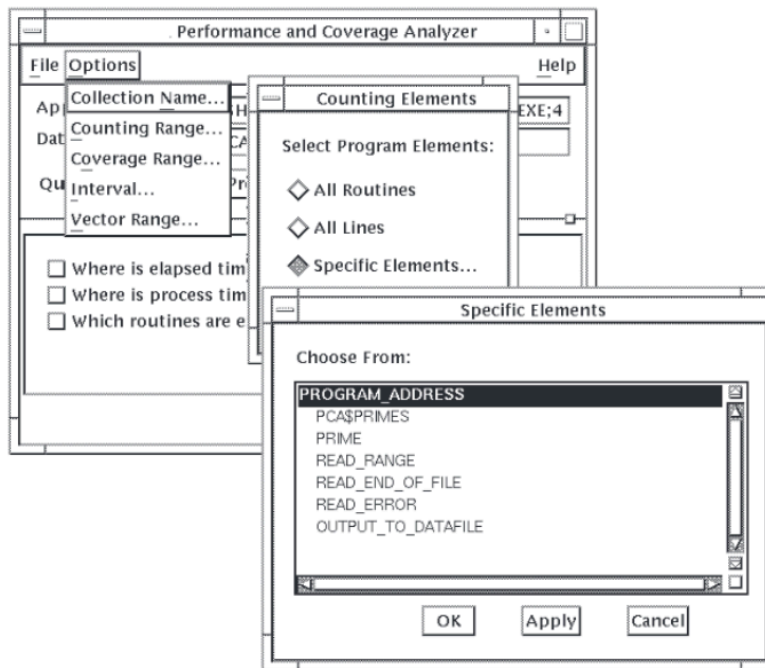 Performance and Coverage Analyzer
File Options Help
Collection Name...
Counting Range...
Coverage Range...
Interval...
Vector Range...
EXE;4
Where is elapsed
Where is process
Which routines are
Counting Elements
Select Program Elements:
All Routines
All Lines
Specific Elements...
Specific Elements
Choose From:
PROGRAM_ADDRESS
PCA$PRIMES
PRIME
READ_RANGE
READ_END_OF_FILE
READ_ERROR
OUTPUT_TO_DATAFILE
OK Apply Cancel